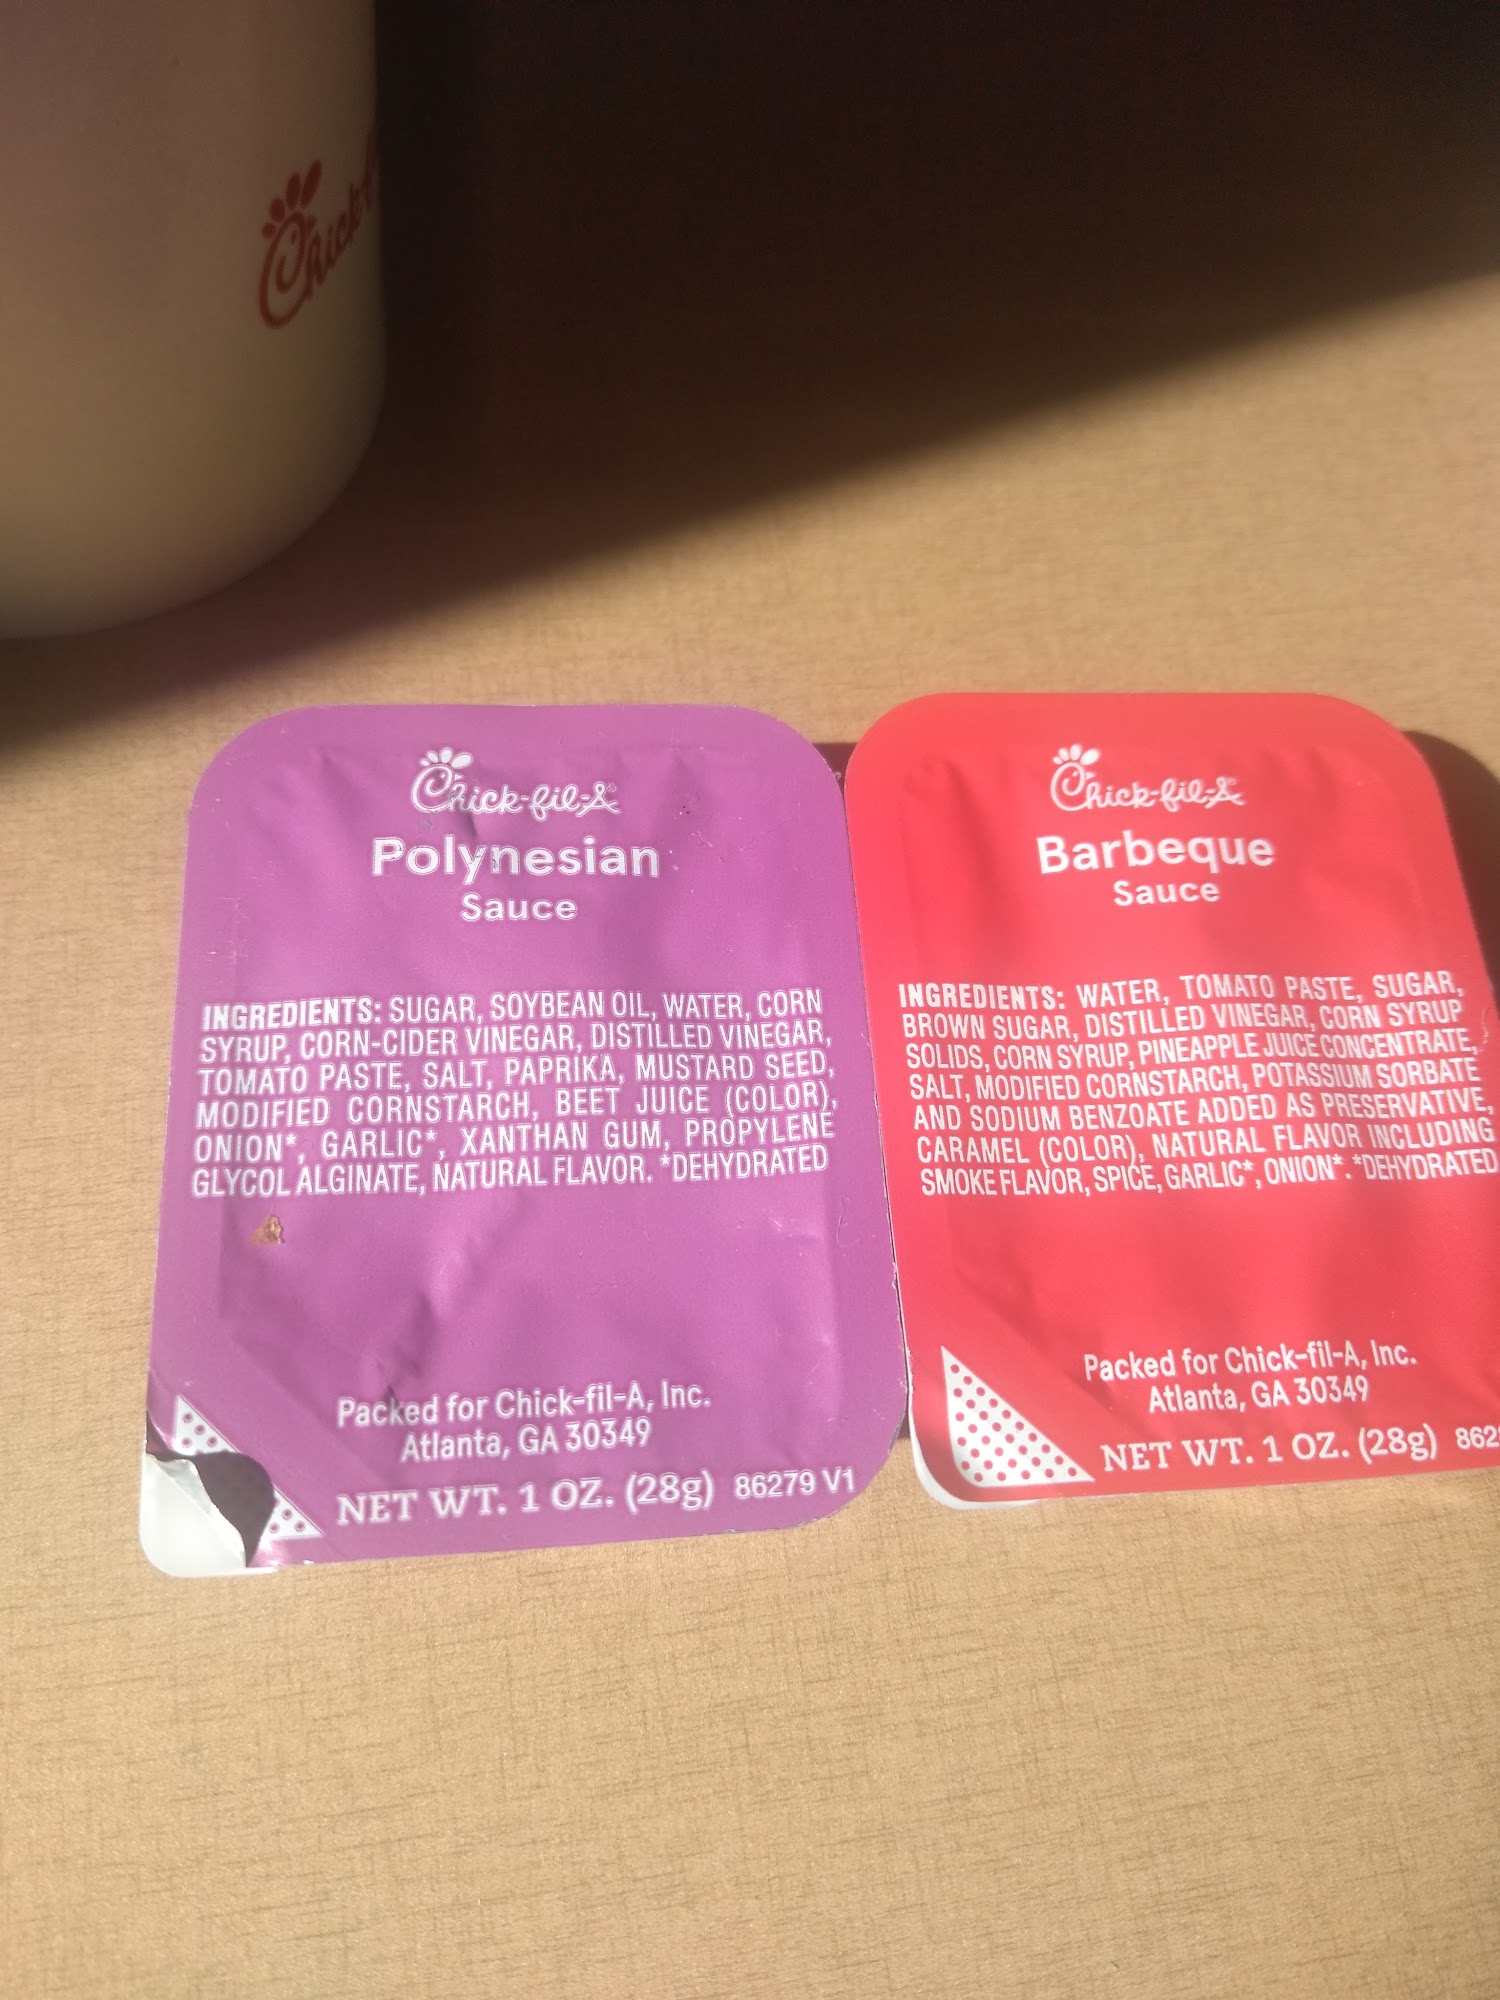 Chick-fil-A®
Polynesian
Sauce
INGREDIENTS: SUGAR, SOYBEAN OIL, WATER, CORN
SYRUP, CORN-CIDER VINEGAR, DISTILLED VINEGAR,
TOMATO PASTE, SALT, PAPRIKA, MUSTARD SEED,
MODIFIED CORNSTARCH, BEET JUICE (COLOR),
ONION*, GARLIC*, XANTHAN GUM, PROPYLENE
GLYCOL ALGINATE, NATURAL FLAVOR. *DEHYDRATED
Packed for Chick-fil-A, Inc.
Atlanta, GA 30349
NET WT. 1 OZ. (28g) 86279 V1
Chick-fil-A®
Barbeque
Sauce
INGREDIENTS: WATER, TOMATO PASTE, SUGAR,
BROWN SUGAR, DISTILLED VINEGAR, CORN SYRUP
SOLIDS, CORN SYRUP, PINEAPPLE JUICE CONCENTRATE,
SALT, MODIFIED CORNSTARCH, POTASSIUM SORBATE
AND SODIUM BENZOATE ADDED AS PRESERVATIVE,
CARAMEL (COLOR), NATURAL FLAVOR INCLUDING
SMOKE FLAVOR, SPICE, GARLIC*, ONION*. *DEHYDRATED
Packed for Chick-fil-A, Inc.
Atlanta, GA 30349
NET WT. 1 OZ. (28g)